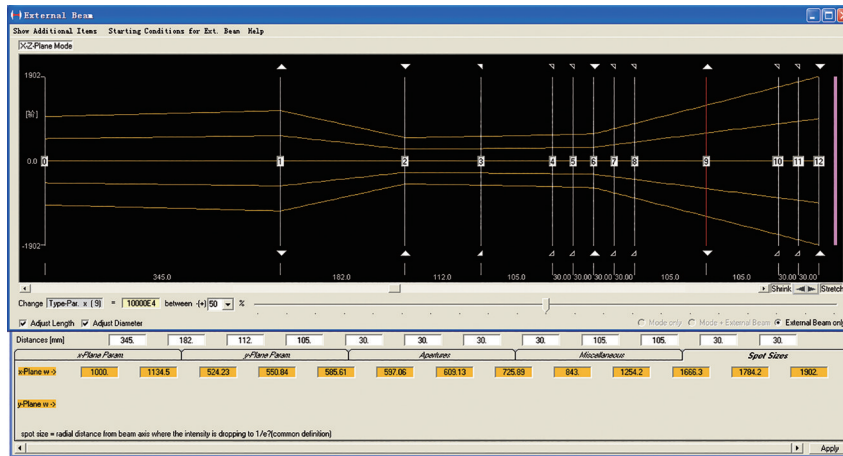 External Beam
Show Additional Items Starting Conditions for Ext. Beam Help
X-Z-Plane Mode
1902
0.0
-1902
0 1 2 3 4 5 6 7 8 9 10 11 12
345.0 182.0 112.0 105.0 30.00 30.00 30.00 30.00 105.0 105.0 30.00 30.00
Shrink Stretch
Change Type-Par. x [ 9] = 10000E4 between -(+) 50 %
Adjust Length Adjust Diameter Mode only Mode + External Beam External Beam only
Distances [mm] 345. 182. 112. 105. 30. 30. 30. 30. 105. 105. 30. 30.
x-Plane Param y-Plane Param Apertures Miscellaneous Spot Sizes
x-Plane w -> 1000. 1134.5 524.23 550.84 585.61 597.06 609.13 725.89 843. 1254.2 1666.3 1784.2 1902.
y-Plane w ->
spot size = radial distance from beam axis where the intensity is dropping to 1/e?(common definition)
Apply